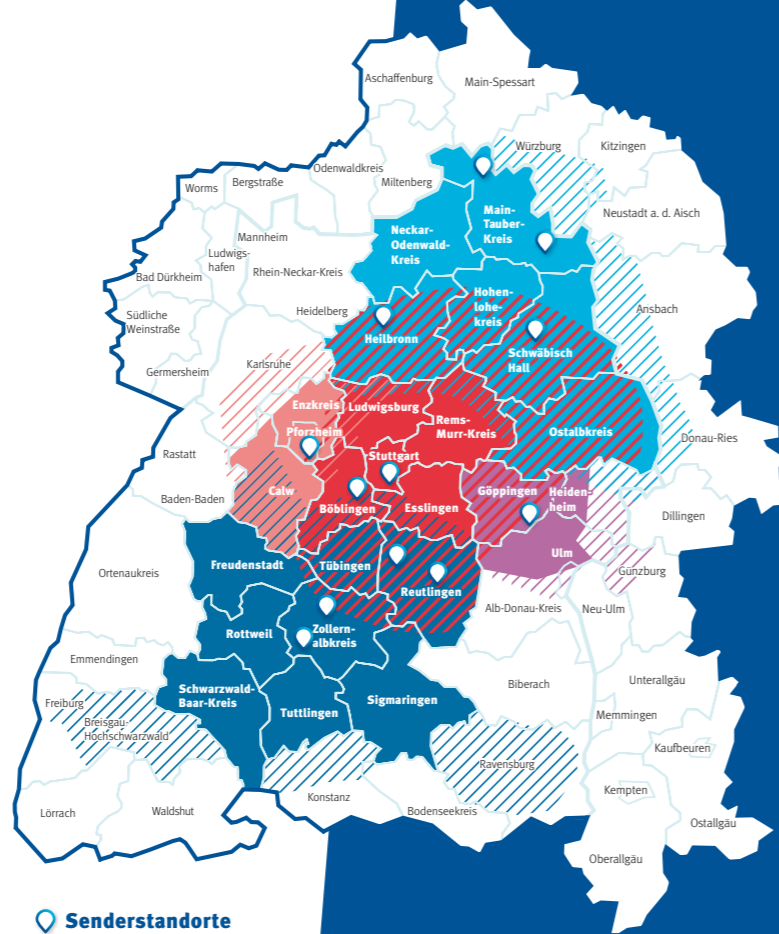 Aschaffenburg
Main-Spessart
Würzburg
Kitzingen
Odenwaldkreis
Bergstraße
Worms
Miltenberg
Main-
Tauber-
Kreis
Neustadt a. d. Aisch
Neckar-
Odenwald-
Kreis
Mannheim
Ludwigs-
hafen
Rhein-Neckar-Kreis
Bad Dürkheim
Hohen-
lohe-
kreis
Ansbach
Heidelberg
Südliche
Weinstraße
Heilbronn
Schwäbisch
Hall
Karlsruhe
Germersheim
Enzkreis
Ludwigsburg
Rems-
Murr-Kreis
Pforzheim
Ostalbkreis
Donau-Ries
Rastatt
Stuttgart
Calw
Göppingen
Heiden-
heim
Baden-Baden
Böblingen
Esslingen
Dillingen
Ulm
Freudenstadt
Tübingen
Ortenaukreis
Günzburg
Reutlingen
Alb-Donau-Kreis
Neu-Ulm
Rottweil
Zollern-
albkreis
Emmendingen
Unterallgäu
Biberach
Schwarzwald-
Baar-Kreis
Sigmaringen
Freiburg
Tuttlingen
Memmingen
Breisgau-
Hochschwarzwald
Kaufbeuren
Ravensburg
Kempten
Konstanz
Lörrach
Waldshut
Bodenseekreis
Ostallgäu
Oberallgäu
Senderstandorte